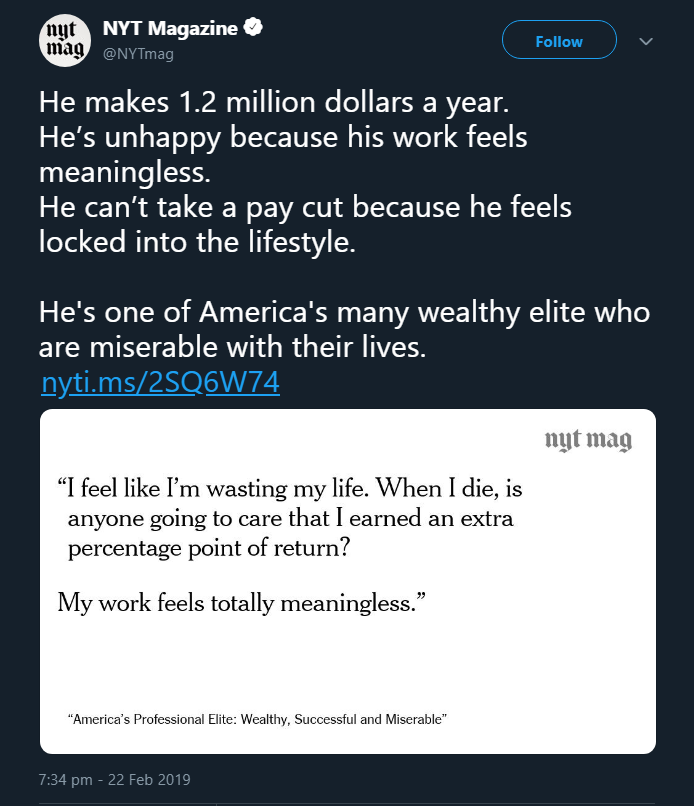 nyt
mag
NYT Magazine
@NYTmag
Follow
He makes 1.2 million dollars a year.
He’s unhappy because his work feels
meaningless.
He can’t take a pay cut because he feels
locked into the lifestyle.
He's one of America's many wealthy elite who
are miserable with their lives.
nyti.ms/2SQ6W74
nyt mag
“I feel like I’m wasting my life. When I die, is
anyone going to care that I earned an extra
percentage point of return?
My work feels totally meaningless.”
“America’s Professional Elite: Wealthy, Successful and Miserable”
7:34 pm - 22 Feb 2019